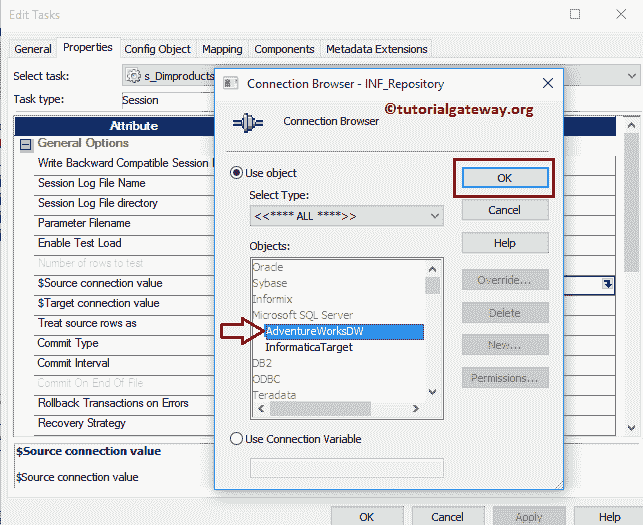 Edit Tasks
General Properties Config Object Mapping Components Metadata Extensions
Select task: s_Dimproducts
Task type: Session
Attribute
General Options
Write Backward Compatible Session
Session Log File Name
Session Log File directory
Parameter Filename
Enable Test Load
Number of rows to test
$Source connection value
$Target connection value
Treat source rows as
Commit Type
Commit Interval
Commit On End Of File
Rollback Transactions on Errors
Recovery Strategy
$Source connection value
$Source connection value
OK Cancel Apply Help
Connection Browser - INF_Repository
©tutorialgateway.org
Connection Browser
Use object
Select Type:
<<**** ALL ****>>
Objects:
Oracle
Sybase
Informix
Microsoft SQL Server
AdventureWorksDW
InformaticaTarget
DB2
ODBC
Teradata
Use Connection Variable
OK
Cancel
Help
Override...
Delete
New...
Permissions...